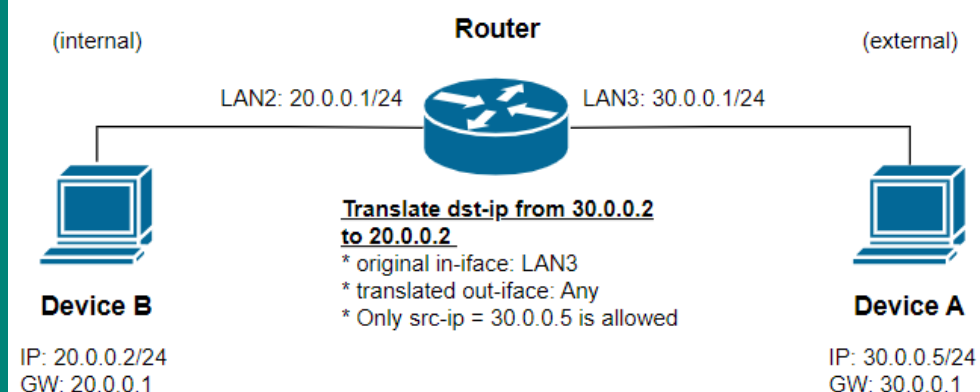 Router
(internal)
(external)
LAN2: 20.0.0.1/24
LAN3: 30.0.0.1/24
Translate dst-ip from 30.0.0.2
to 20.0.0.2
* original in-iface: LAN3
* translated out-iface: Any
* Only src-ip = 30.0.0.5 is allowed
Device B
IP: 20.0.0.2/24
GW: 20.0.0.1
Device A
IP: 30.0.0.5/24
GW: 30.0.0.1